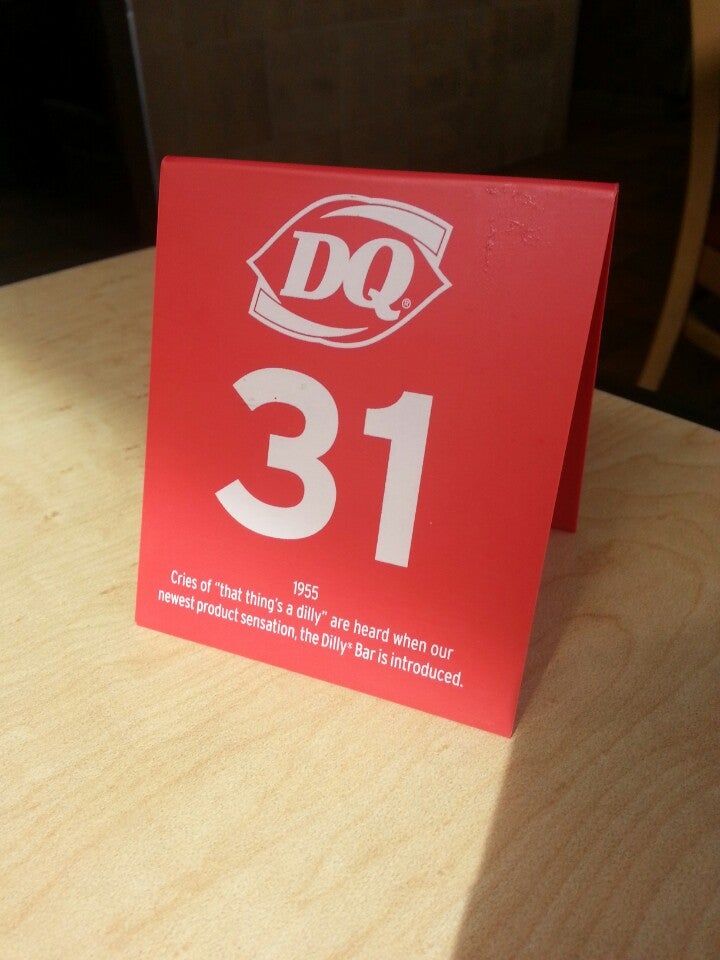 DQ®
31
1955
Cries of "that thing's a dilly" are heard when our
newest product sensation, the Dilly® Bar is introduced.